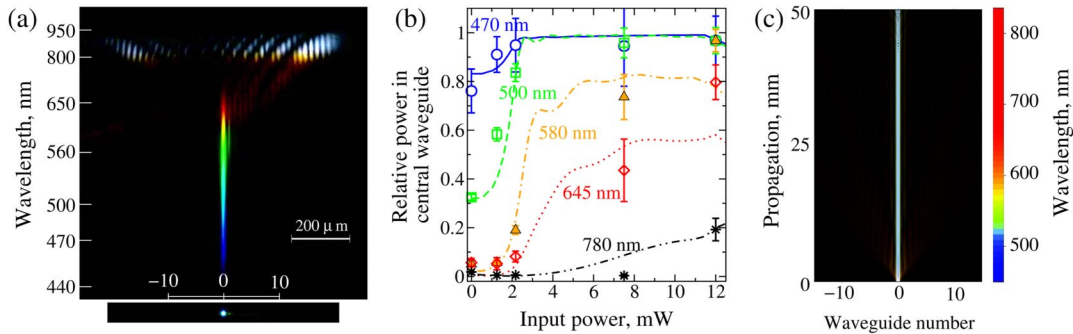 (a)
Wavelength, nm
950
800
650
560
500
470
440
200 μm
−10
0
10
(b)
Relative power in
central waveguide
1
0.8
0.6
0.4
0.2
0
470 nm
500 nm
580 nm
645 nm
780 nm
0
2
4
6
8
10
12
Input power, mW
(c)
Propagation, mm
50
25
0
−10
0
10
Waveguide number
800
700
600
500
Wavelength, nm